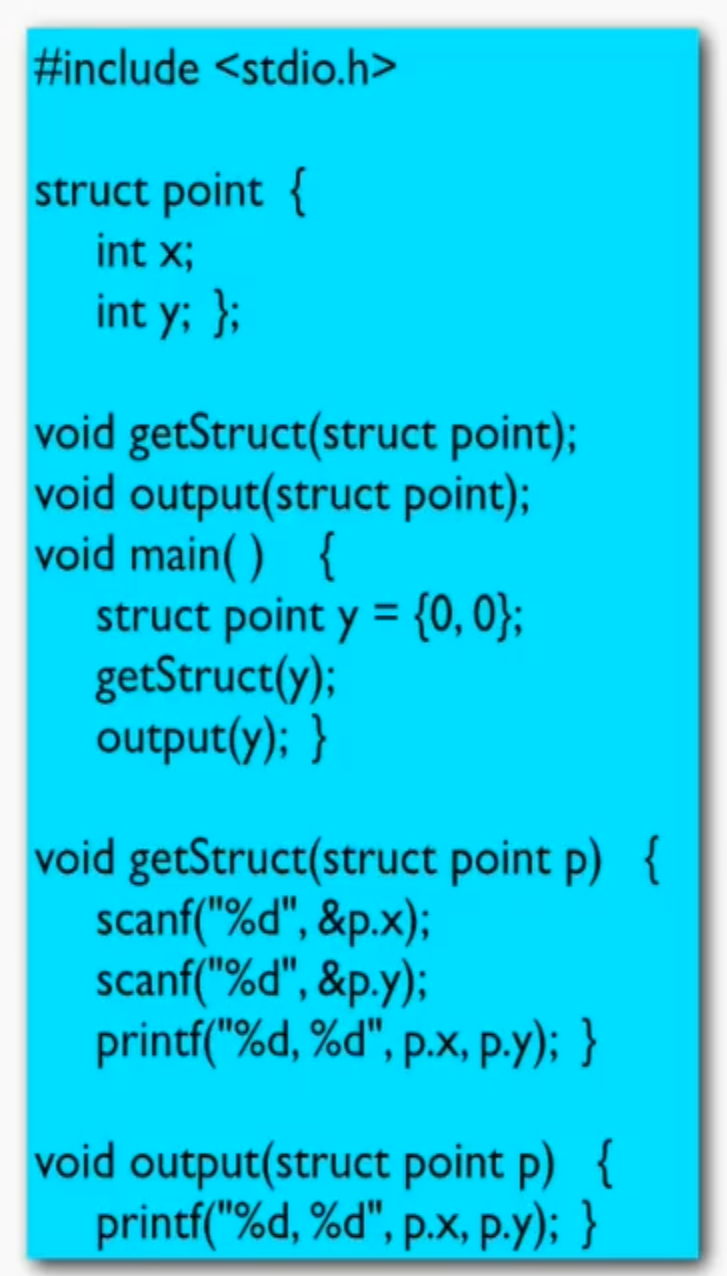 #include <stdio.h>
struct point {
int x;
int y; };
void getStruct(struct point);
void output(struct point);
void main( ) {
struct point y = {0, 0};
getStruct(y);
output(y); }
void getStruct(struct point p) {
scanf("%d", &p.x);
scanf("%d", &p.y);
printf("%d, %d", p.x, p.y); }
void output(struct point p) {
printf("%d, %d", p.x, p.y); }